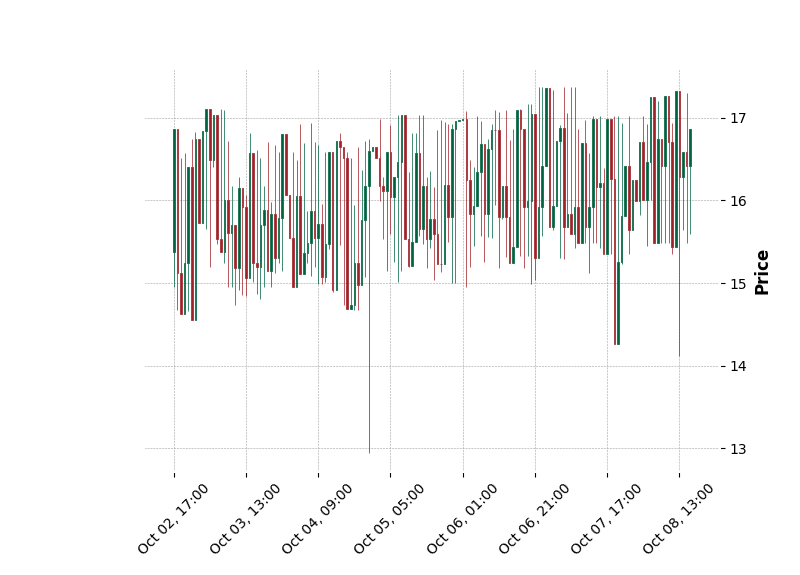 17
16
15
14
13
Price
Oct 02, 17:00
Oct 03, 13:00
Oct 04, 09:00
Oct 05, 05:00
Oct 06, 01:00
Oct 06, 21:00
Oct 07, 17:00
Oct 08, 13:00